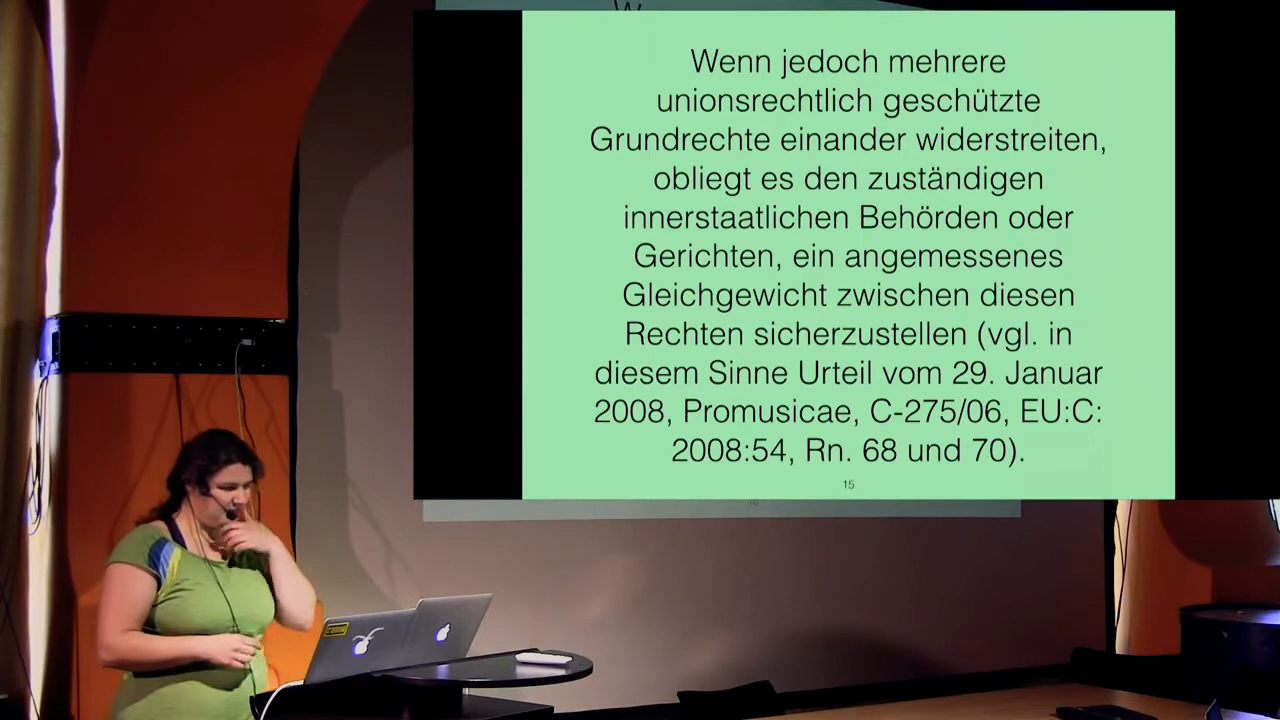 Wenn jedoch mehrere
unionsrechtlich geschützte
Grundrechte einander widerstreiten,
obliegt es den zuständigen
innerstaatlichen Behörden oder
Gerichten, ein angemessenes
Gleichgewicht zwischen diesen
Rechten sicherzustellen (vgl. in
diesem Sinne Urteil vom 29. Januar
2008, Promusicae, C-275/06, EU:C:
2008:54, Rn. 68 und 70).
15